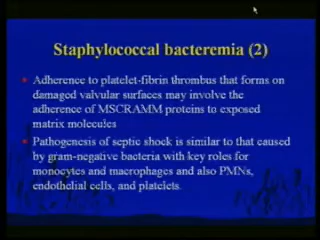 Staphylococcal bacteremia (2)
Adherence to platelet-fibrin thrombus that forms on
damaged valvular surfaces may involve the
adherence of MSCRAMM proteins to exposed
matrix molecules
Pathogenesis of septic shock is similar to that caused
by gram-negative bacteria with key roles for
monocytes and macrophages and also PMNs,
endothelial cells, and platelets.